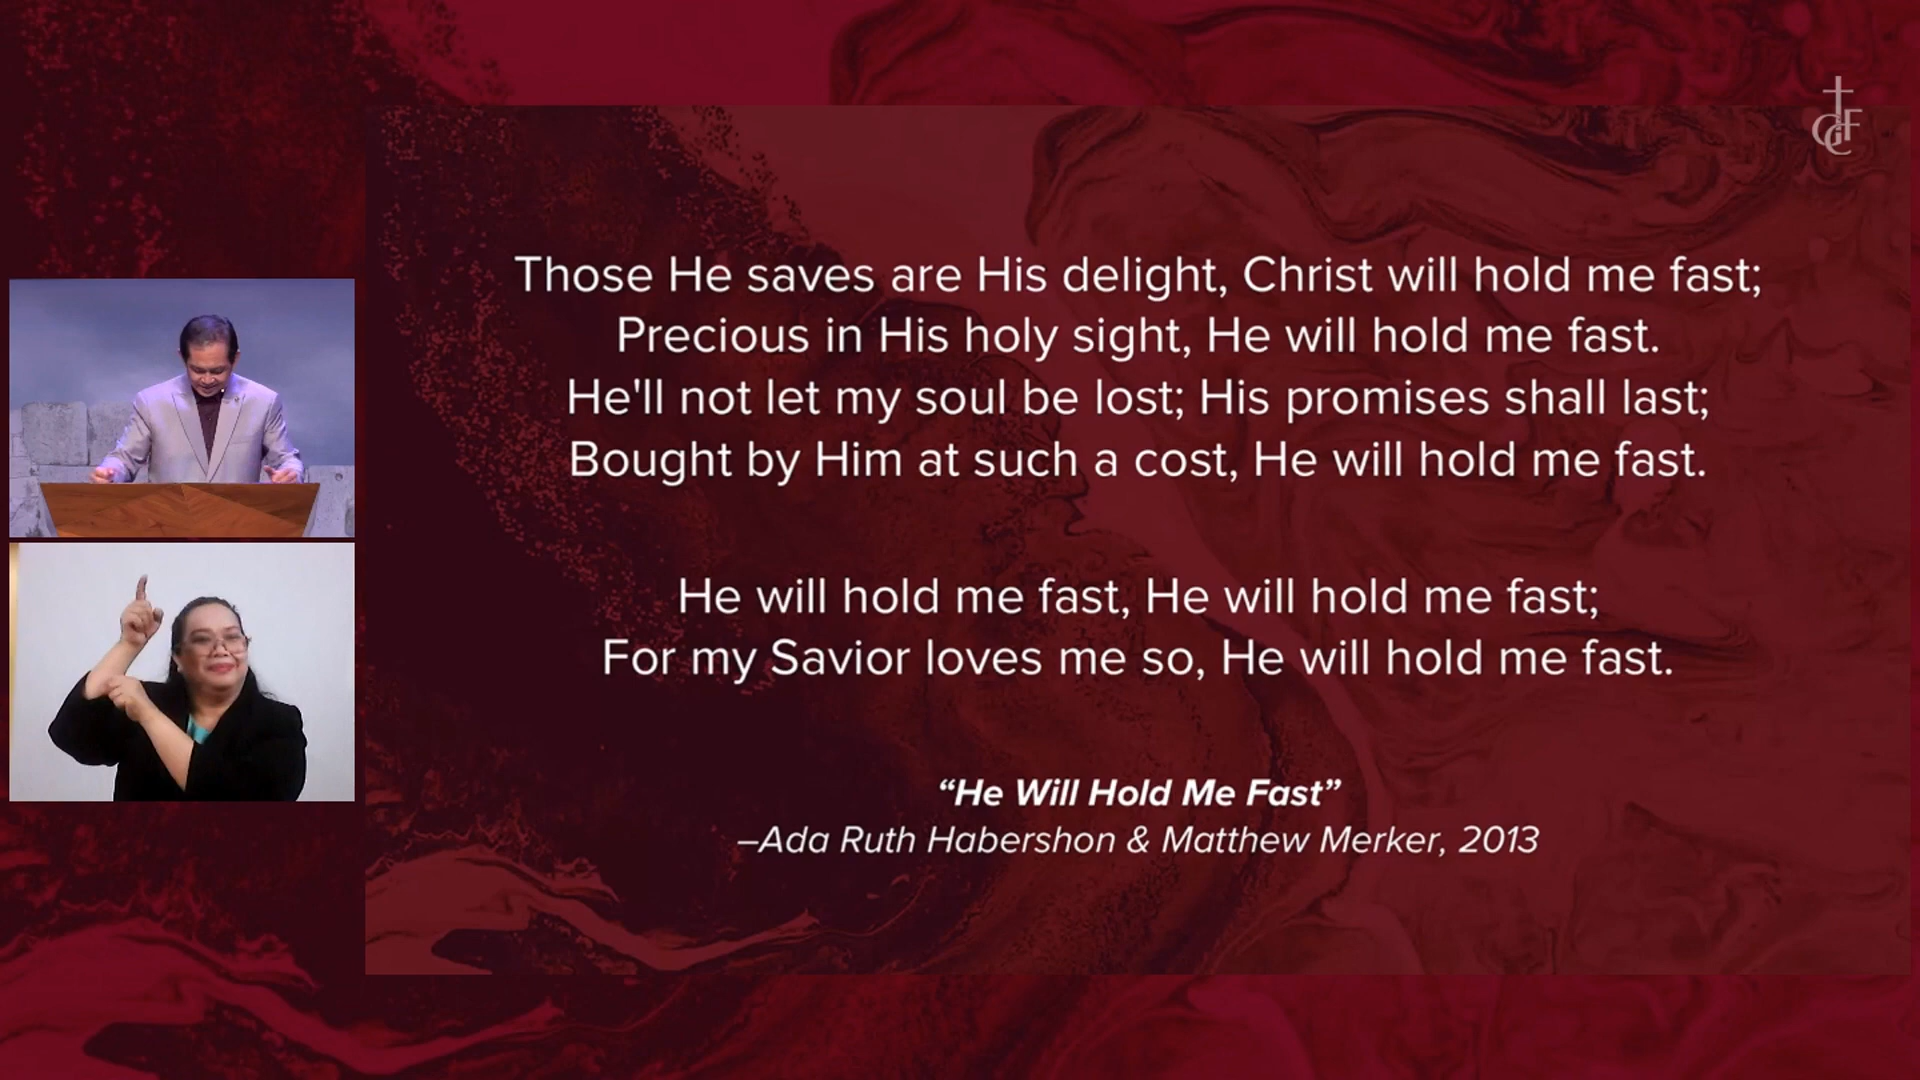 Those He saves are His delight, Christ will hold me fast;
Precious in His holy sight, He will hold me fast.
He'll not let my soul be lost; His promises shall last;
Bought by Him at such a cost, He will hold me fast.
He will hold me fast, He will hold me fast;
For my Savior loves me so, He will hold me fast.
“He Will Hold Me Fast”
–Ada Ruth Habershon & Matthew Merker, 2013